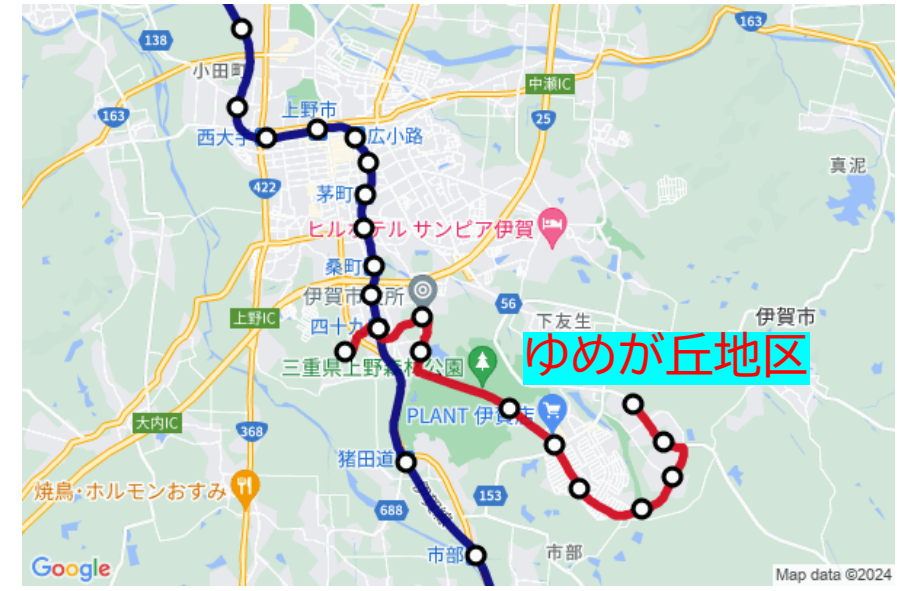 163
138
小田町
中瀬IC
上野市
163
25
西大手
広小路
真泥
422
茅町
ヒルホテル サンピア伊賀
桑町
伊賀市役所
56
上野IC
四十九
下友生
伊賀市
ゆめが丘地区
三重県上野森林公園
PLANT 伊賀店
大内IC
368
猪田道
焼鳥・ホルモンおすみ
153
688
伊賀線
市部
市部
Google
Map data ©2024